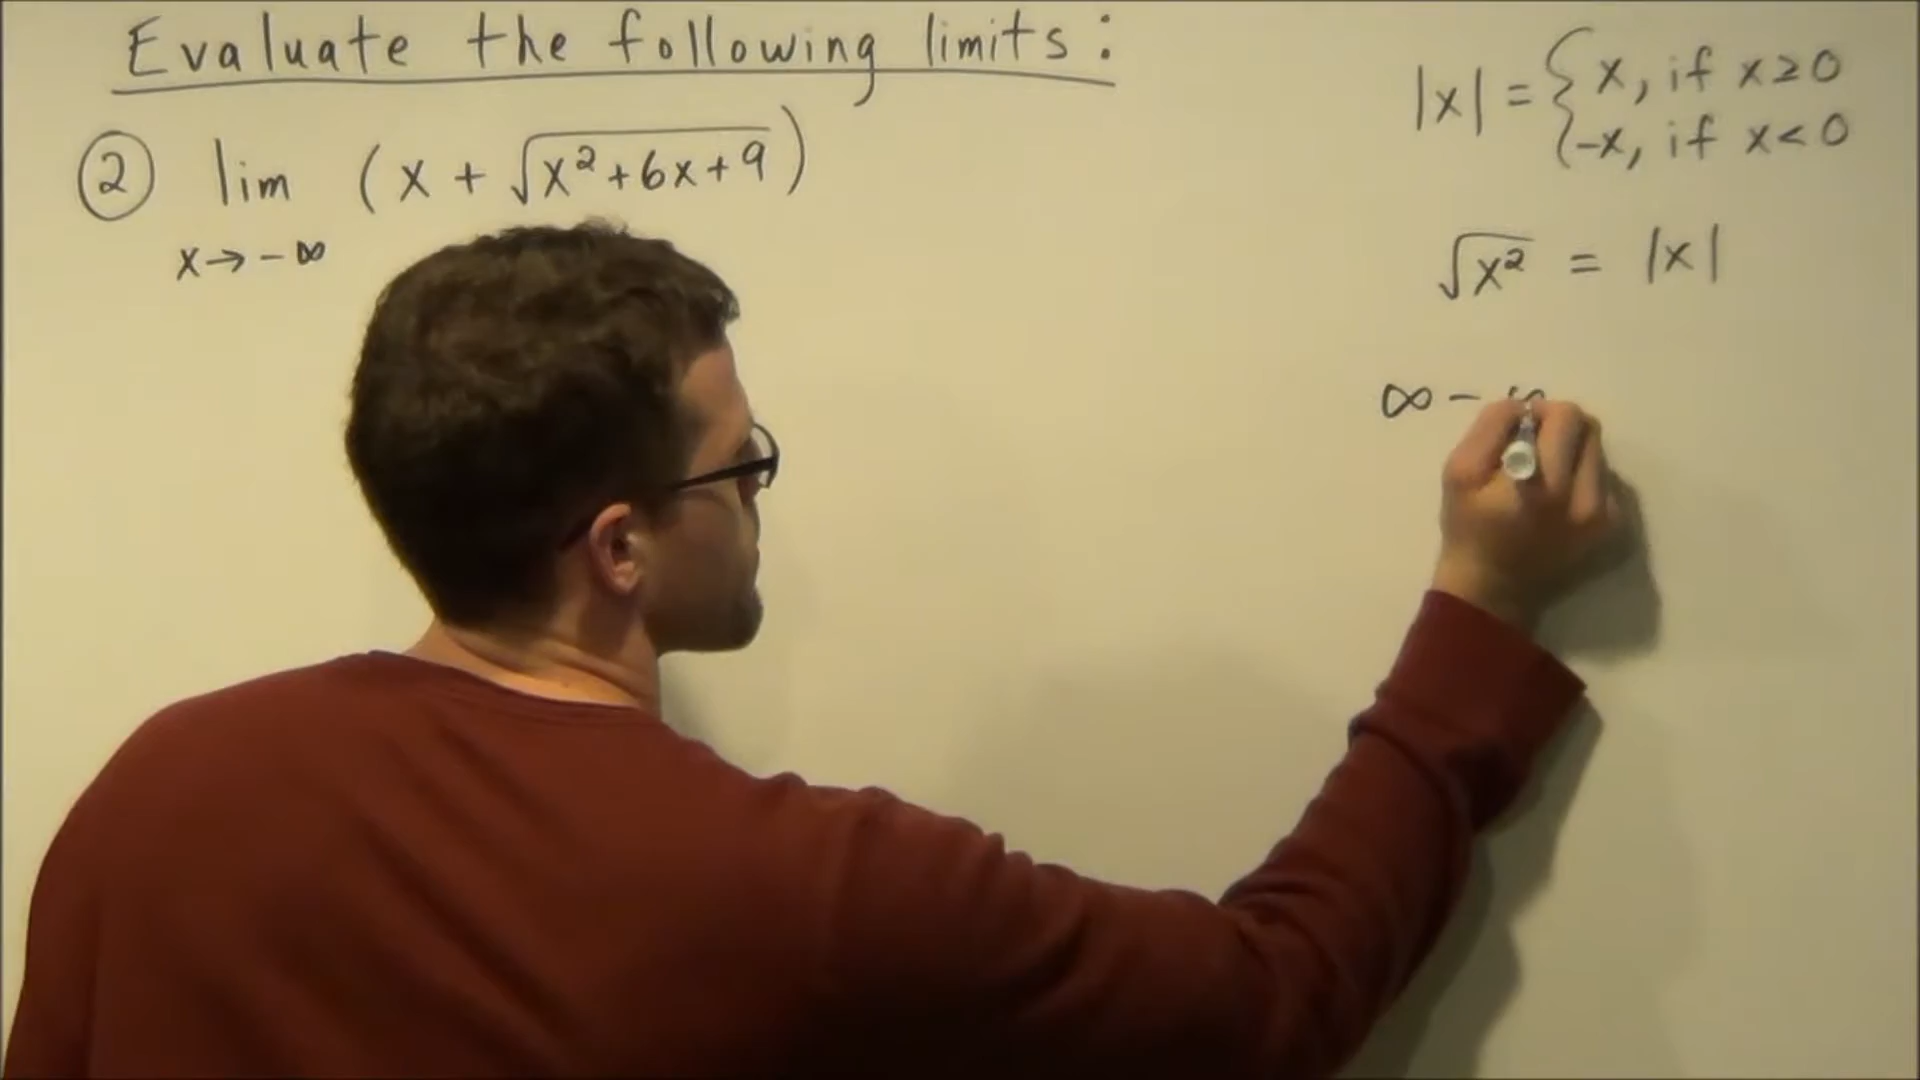 Evaluate the following limits:
② lim (x + √(x²+6x+9))
x→-∞
|x| = { x, if x≥0
-x, if x<0
√x² = |x|
∞ -